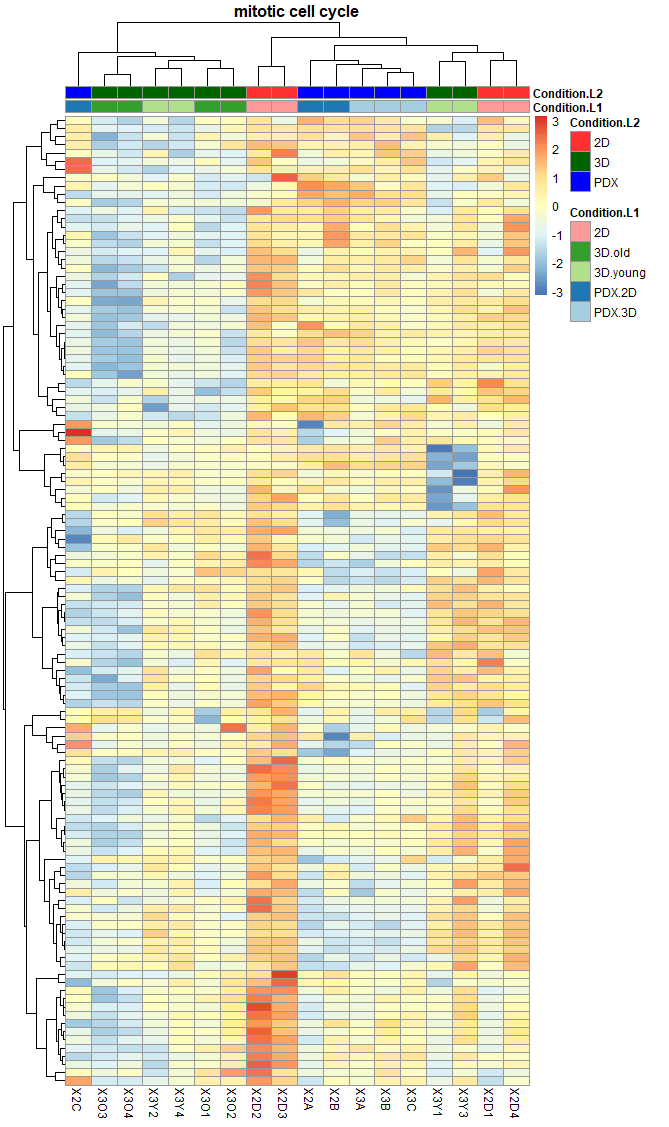 mitotic cell cycle
Condition.L2
Condition.L1
3
2
1
0
-1
-2
-3
Condition.L2
2D
3D
PDX
Condition.L1
2D
3D.old
3D.young
PDX.2D
PDX.3D
X2C
X3O3
X3O4
X3Y2
X3Y4
X3O1
X3O2
X2D2
X2D3
X2A
X2B
X3A
X3B
X3C
X3Y1
X3Y3
X2D1
X2D4